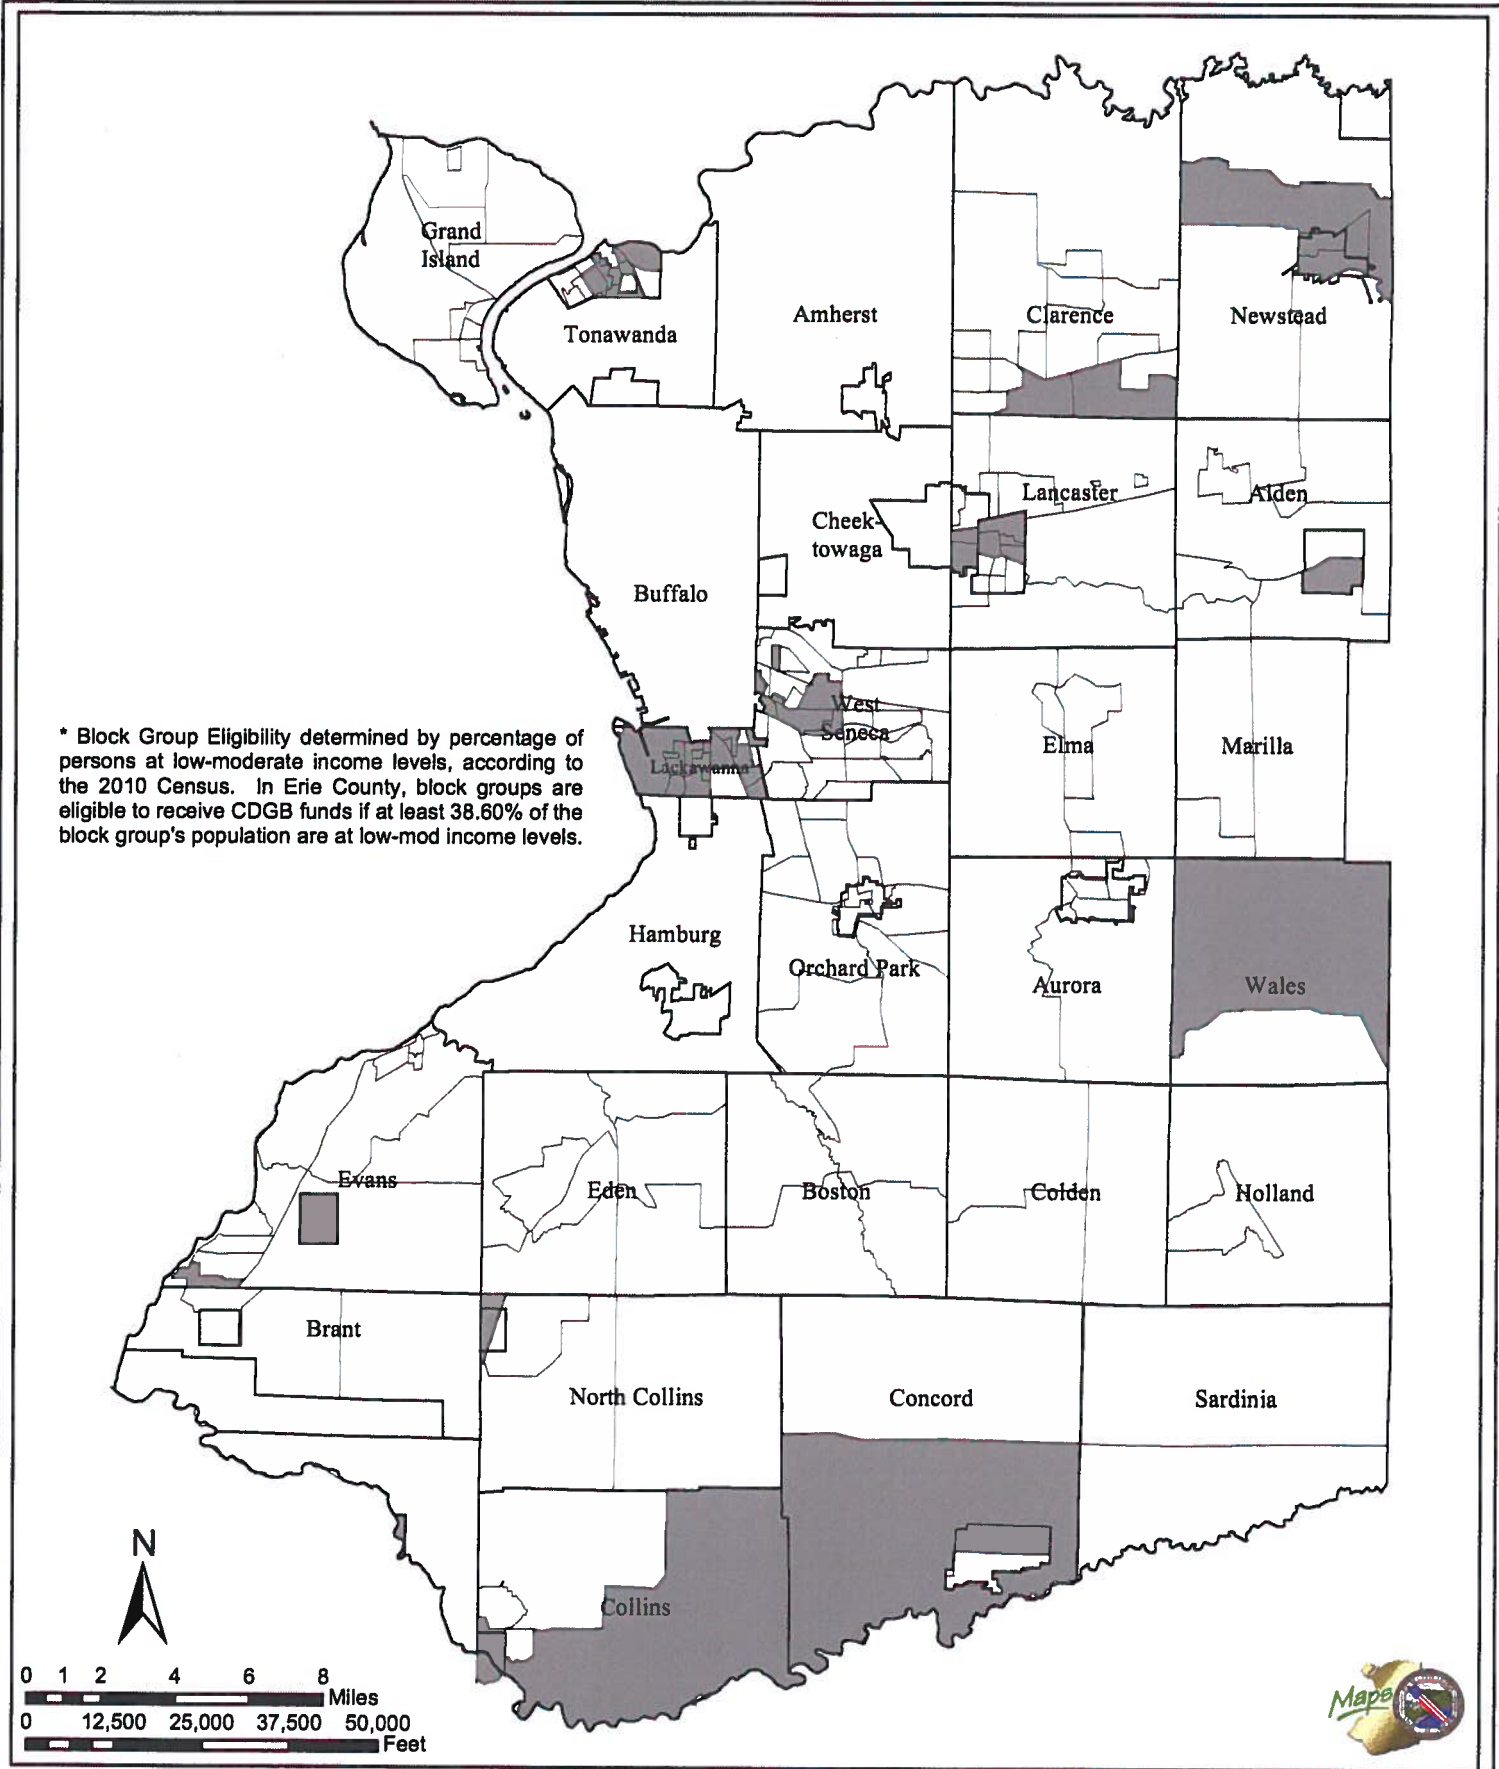 Grand
Island
Tonawanda
Amherst
Clarence
Newstead
Cheek-
towaga
Lancaster
Alden
Buffalo
West
Seneca
Lackawanna
Elma
Marilla
* Block Group Eligibility determined by percentage of
persons at low-moderate income levels, according to
the 2010 Census. In Erie County, block groups are
eligible to receive CDGB funds if at least 38.60% of the
block group's population are at low-mod income levels.
Hamburg
Orchard Park
Aurora
Wales
Evans
Eden
Boston
Colden
Holland
Brant
North Collins
Concord
Sardinia
Collins
N
0 1 2 4 6 8
Miles
0 12,500 25,000 37,500 50,000
Feet
Maps